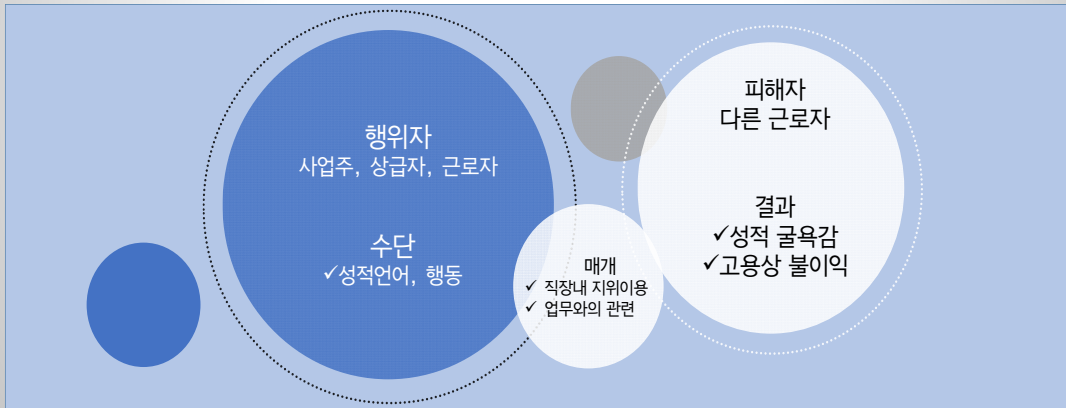 행위자
사업주, 상급자, 근로자
수단
✓성적언어, 행동
매개
✓ 직장내 지위이용
✓ 업무와의 관련
피해자
다른 근로자
결과
✓성적 굴욕감
✓고용상 불이익